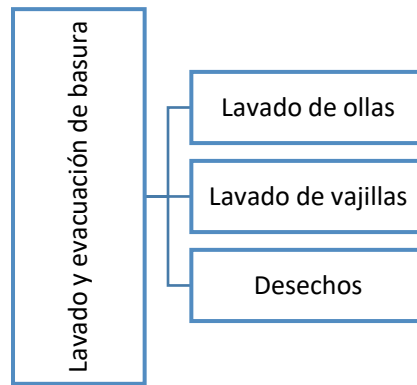 Lavado y evacuación de basura
Lavado de ollas
Lavado de vajillas
Desechos